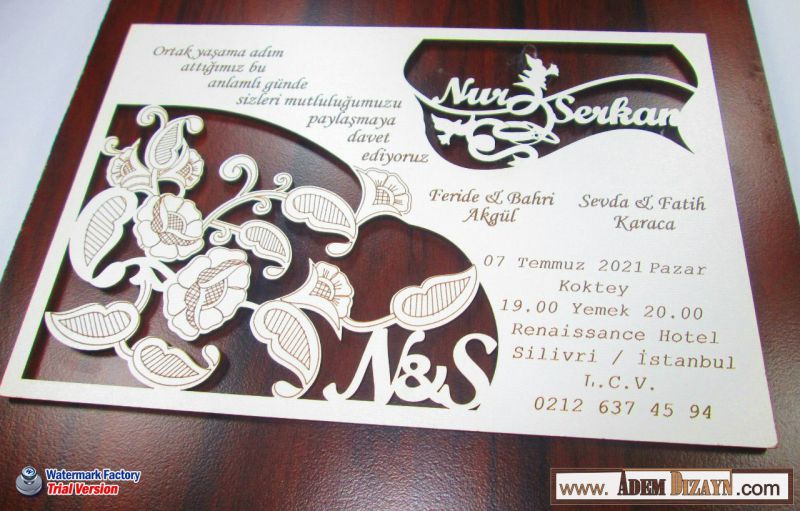 Ortak yaşama adım
attığımız bu
anlamlı günde
sizleri mutluluğumuzu
paylaşmaya
davet
ediyoruz
Nur & Serkan
Feride & Bahri
Akgül
Sevda & Fatih
Karaca
07 Temmuz 2021 Pazar
Koktey
19.00 Yemek 20.00
Renaissance Hotel
Silivri / İstanbul
L.C.V.
0212 637 45 94
N&S
Watermark Factory
Trial Version
www. ADEM DIZAYN.com